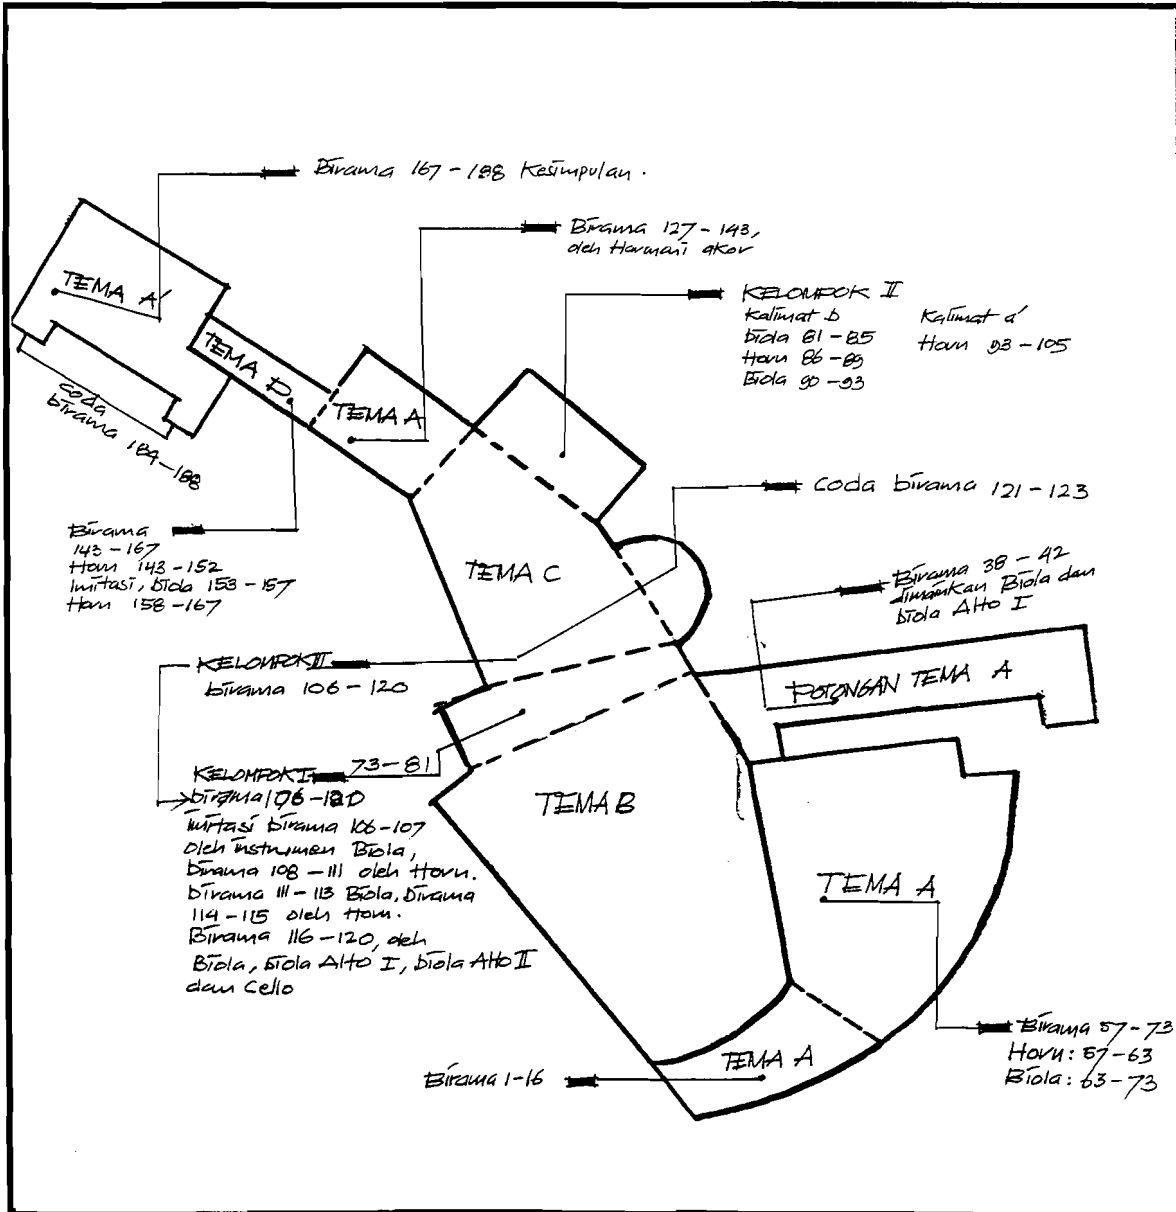 Birama 167-188 Kesimpulan.
Birama 127-143,
oleh Harmoni akor
TEMA A'
KELOMPOK II
Kalimat b
biola 81-85
Horn 86-89
Biola 90-93
Kalimat a'
Horn 93-105
TEMA D
TEMA A
coda
birama 184-188
coda birama 121-123
Birama
143-167
Horn 143-152
Imitasi, biola 153-157
Horn 158-167
TEMA C
Birama 38-42
dimainkan Biola dan
biola Alto I
KELOMPOK III
birama 106-120
POTONGAN TEMA A
KELOMPOK I
73-81
birama 106-120
imitasi birama 106-107
oleh instrumen Biola,
birama 108-111 oleh Horn.
birama 111-113 Biola, birama
114-115 oleh Horn.
Birama 116-120, oleh
Biola, biola Alto I, biola Alto II
dan Cello
TEMA B
TEMA A
Birama 57-73
Horn: 57-63
Biola: 63-73
TEMA A
Birama 1-16